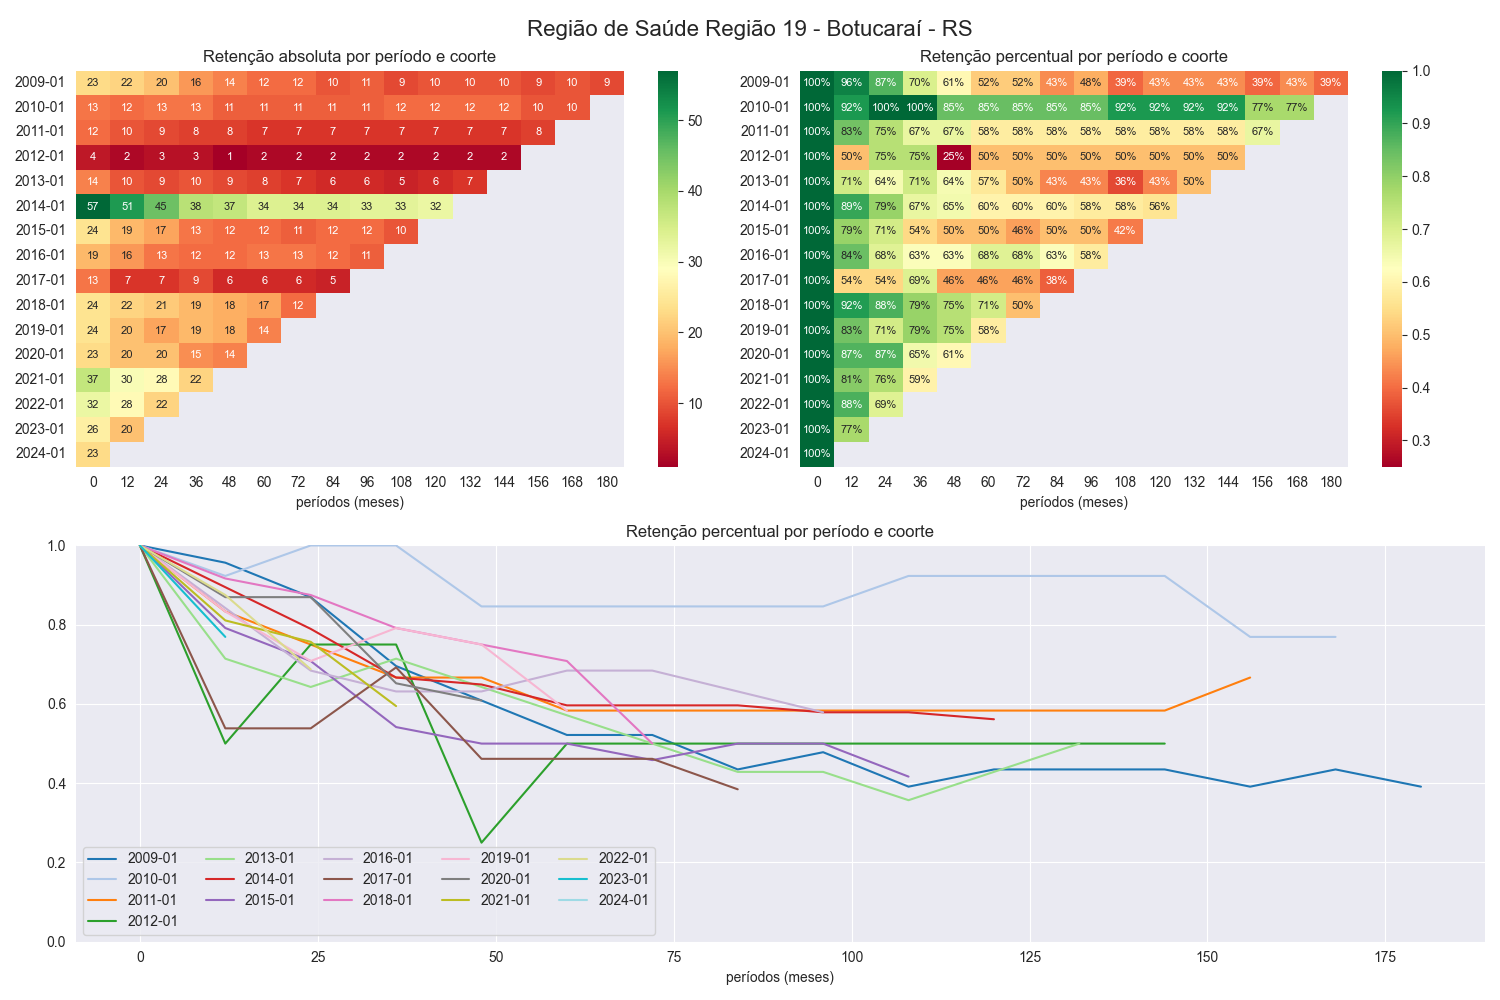 Região de Saúde Região 19 - Botucaraí - RS
Retenção absoluta por período e coorte
2009-01 23 22 20 16 14 12 12 10 11 9 10 10 10 9 10 9
2010-01 13 12 13 13 11 11 11 11 11 12 12 12 12 10 10
2011-01 12 10 9 8 8 7 7 7 7 7 7 7 7 8
2012-01 4 2 3 3 1 2 2 2 2 2 2 2 2
2013-01 14 10 9 10 9 8 7 6 6 5 6 7
2014-01 57 51 45 38 37 34 34 34 33 33 32
2015-01 24 19 17 13 12 12 11 12 12 10
2016-01 19 16 13 12 12 13 13 12 11
2017-01 13 7 7 9 6 6 6 5
2018-01 24 22 21 19 18 17 12
2019-01 24 20 17 19 18 14
2020-01 23 20 20 15 14
2021-01 37 30 28 22
2022-01 32 28 22
2023-01 26 20
2024-01 23
0 12 24 36 48 60 72 84 96 108 120 132 144 156 168 180
períodos (meses)
50
40
30
20
10
Retenção percentual por período e coorte
2009-01 100% 96% 87% 70% 61% 52% 52% 43% 48% 39% 43% 43% 43% 39% 43% 39%
2010-01 100% 92% 100% 100% 85% 85% 85% 85% 85% 92% 92% 92% 92% 77% 77%
2011-01 100% 83% 75% 67% 67% 58% 58% 58% 58% 58% 58% 58% 58% 67%
2012-01 100% 50% 75% 75% 25% 50% 50% 50% 50% 50% 50% 50% 50%
2013-01 100% 71% 64% 71% 64% 57% 50% 43% 43% 36% 43% 50%
2014-01 100% 89% 79% 67% 65% 60% 60% 60% 58% 58% 56%
2015-01 100% 79% 71% 54% 50% 50% 46% 50% 50% 42%
2016-01 100% 84% 68% 63% 63% 68% 68% 63% 58%
2017-01 100% 54% 54% 69% 46% 46% 46% 38%
2018-01 100% 92% 88% 79% 75% 71% 50%
2019-01 100% 83% 71% 79% 75% 58%
2020-01 100% 87% 87% 65% 61%
2021-01 100% 81% 76% 59%
2022-01 100% 88% 69%
2023-01 100% 77%
2024-01 100%
0 12 24 36 48 60 72 84 96 108 120 132 144 156 168 180
períodos (meses)
1.0
0.9
0.8
0.7
0.6
0.5
0.4
0.3
Retenção percentual por período e coorte
1.0
0.8
0.6
0.4
0.2
0.0
2009-01 2013-01 2016-01 2019-01 2022-01
2010-01 2014-01 2017-01 2020-01 2023-01
2011-01 2015-01 2018-01 2021-01 2024-01
2012-01
0 25 50 75 100 125 150 175
períodos (meses)